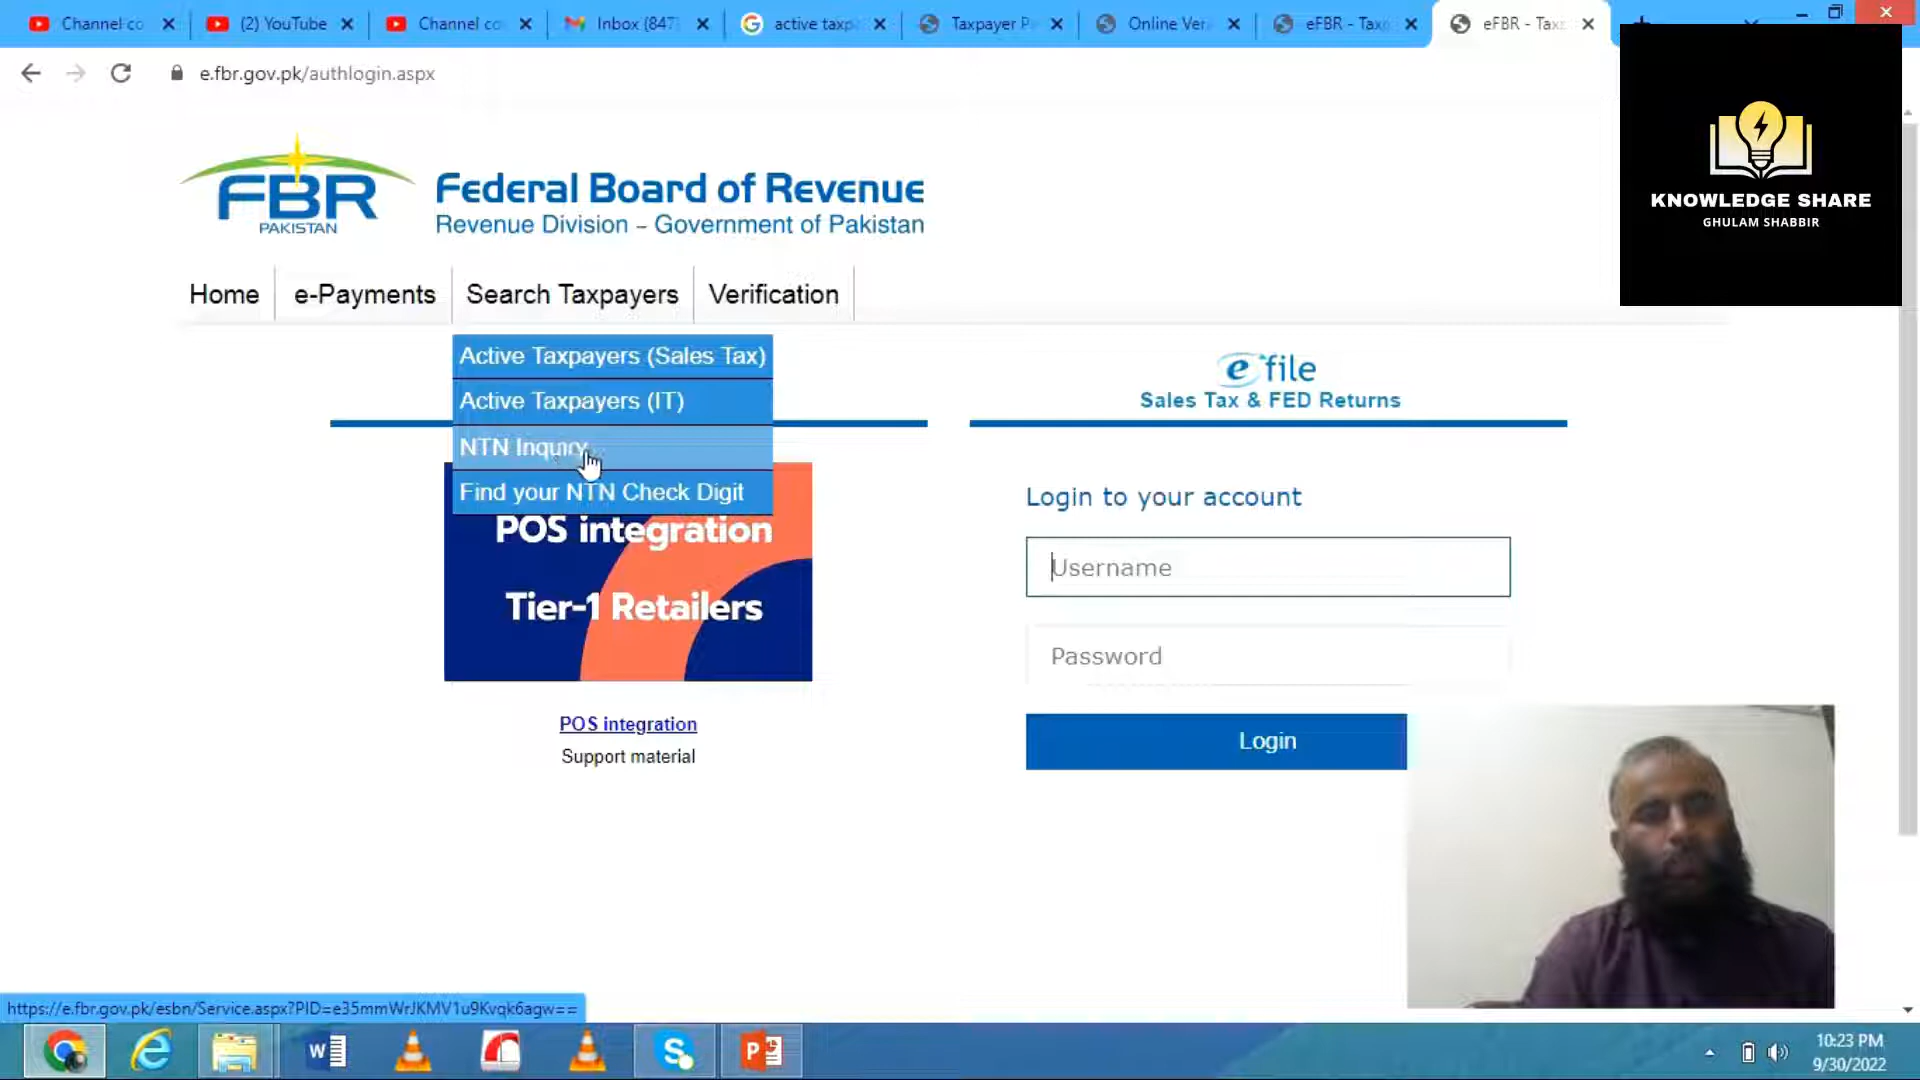 Channel co
(2) YouTube
Channel co
Inbox (847
active taxp
Taxpayer P
Online Ver
eFBR - Taxp
eFBR - Tax
e.fbr.gov.pk/authlogin.aspx
KNOWLEDGE SHARE
GHULAM SHABBIR
FBR
PAKISTAN
Federal Board of Revenue
Revenue Division – Government of Pakistan
Home
e-Payments
Search Taxpayers
Verification
Active Taxpayers (Sales Tax)
Active Taxpayers (IT)
NTN Inquiry
Find your NTN Check Digit
POS integration
Tier-1 Retailers
POS integration
Support material
e file
Sales Tax & FED Returns
Login to your account
Username
Password
Login
https://e.fbr.gov.pk/esbn/Service.aspx?PID=e35mmWrJKMV1u9Kvqk6agw==
10:23 PM
9/30/2022